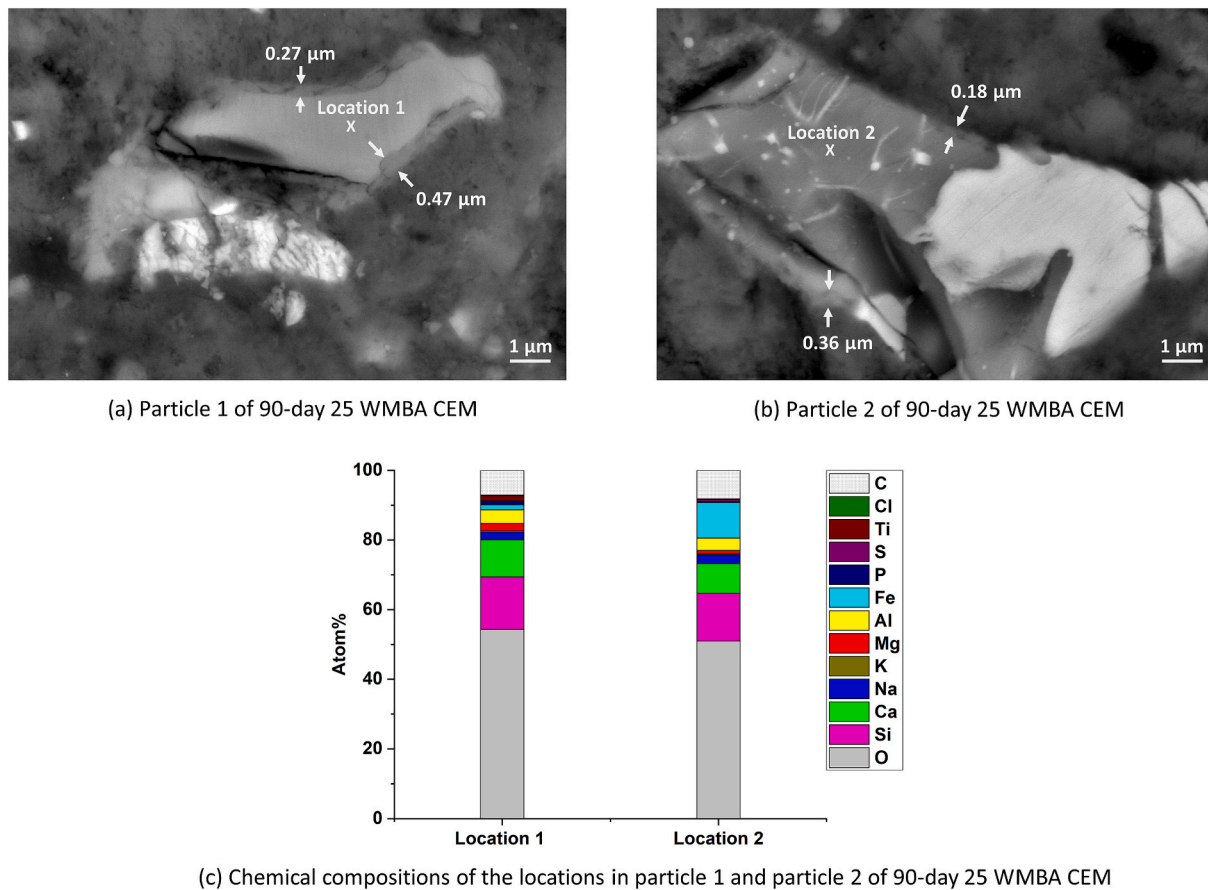 0.27 µm
Location 1
X
0.47 µm
1 µm
(a) Particle 1 of 90-day 25 WMBA CEM
0.18 µm
Location 2
X
0.36 µm
1 µm
(b) Particle 2 of 90-day 25 WMBA CEM
100
80
60
40
20
0
Atom%
Location 1
Location 2
C
Cl
Ti
S
P
Fe
Al
Mg
K
Na
Ca
Si
O
(c) Chemical compositions of the locations in particle 1 and particle 2 of 90-day 25 WMBA CEM